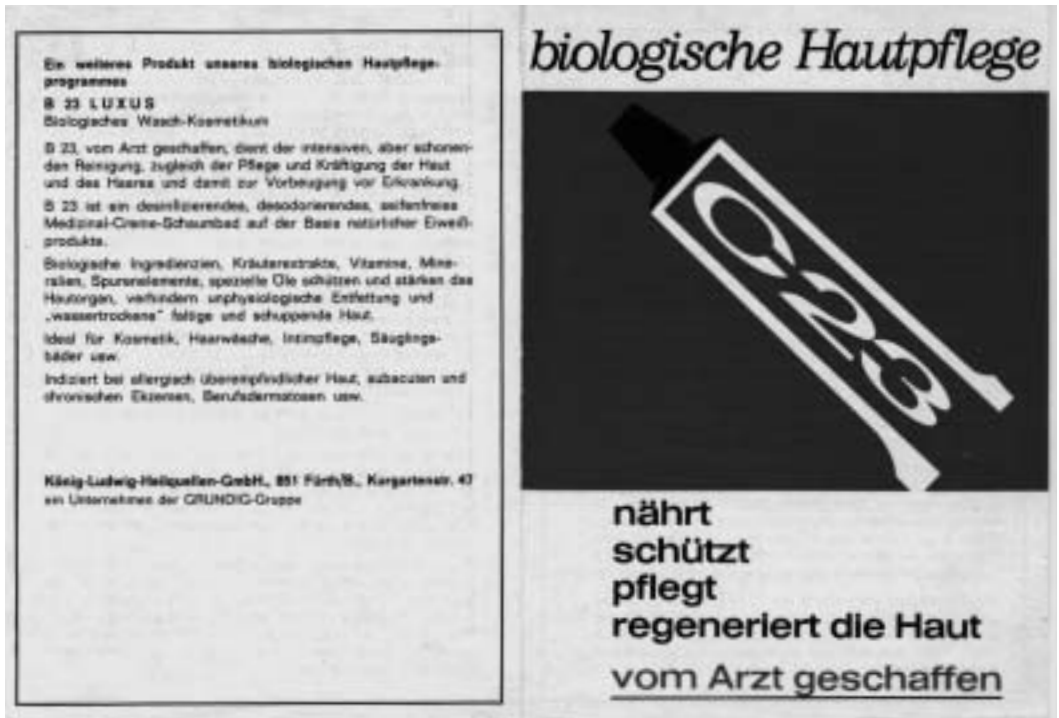 Ein weiteres Produkt unseres biologischen Hautpflege-
programmes
B 23 LUXUS
Biologisches Wasch-Kosmetikum
B 23, vom Arzt geschaffen, dient der intensiven, aber schonen-
den Reinigung, zugleich der Pflege und Kräftigung der Haut
und des Haares und damit zur Vorbeugung vor Erkrankung.
B 23 ist ein desinfizierendes, desodorierendes, seifenfreies
Medizinal-Creme-Schaumbad auf der Basis natürlicher Eiweiß-
produkte.
Biologische Ingredienzien, Kräuterextrakte, Vitamine, Mine-
ralien, Spurenelemente, spezielle Öle schützen und stärken das
Hautorgan, verhindern unphysiologische Entfettung und
„wassertrockene“ faltige und schuppende Haut.
Ideal für Kosmetik, Haarwäsche, Intimpflege, Säuglings-
bäder usw.
Indiziert bei allergisch überempfindlicher Haut, subacuten und
chronischen Ekzemen, Berufsdermatosen usw.
König-Ludwig-Heilquellen-GmbH., 851 Fürth/B., Kurgartenstr. 47
ein Unternehmen der GRUNDIG-Gruppe
biologische Hautpflege
C-23
nährt
schützt
pflegt
regeneriert die Haut
vom Arzt geschaffen